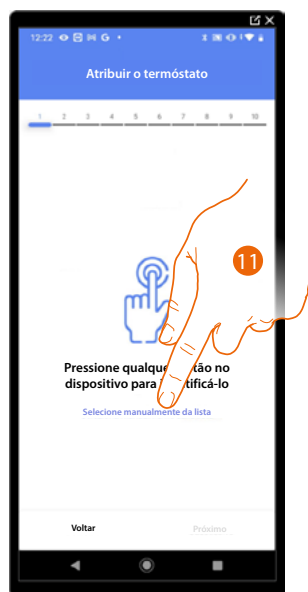 12:22
Atribuir o termóstato
1 2 3 4 5 6 7 8 9 10
11
Pressione qualque tão no
dispositivo para tificá-lo
Selecione manualmente da lista
Voltar Próximo